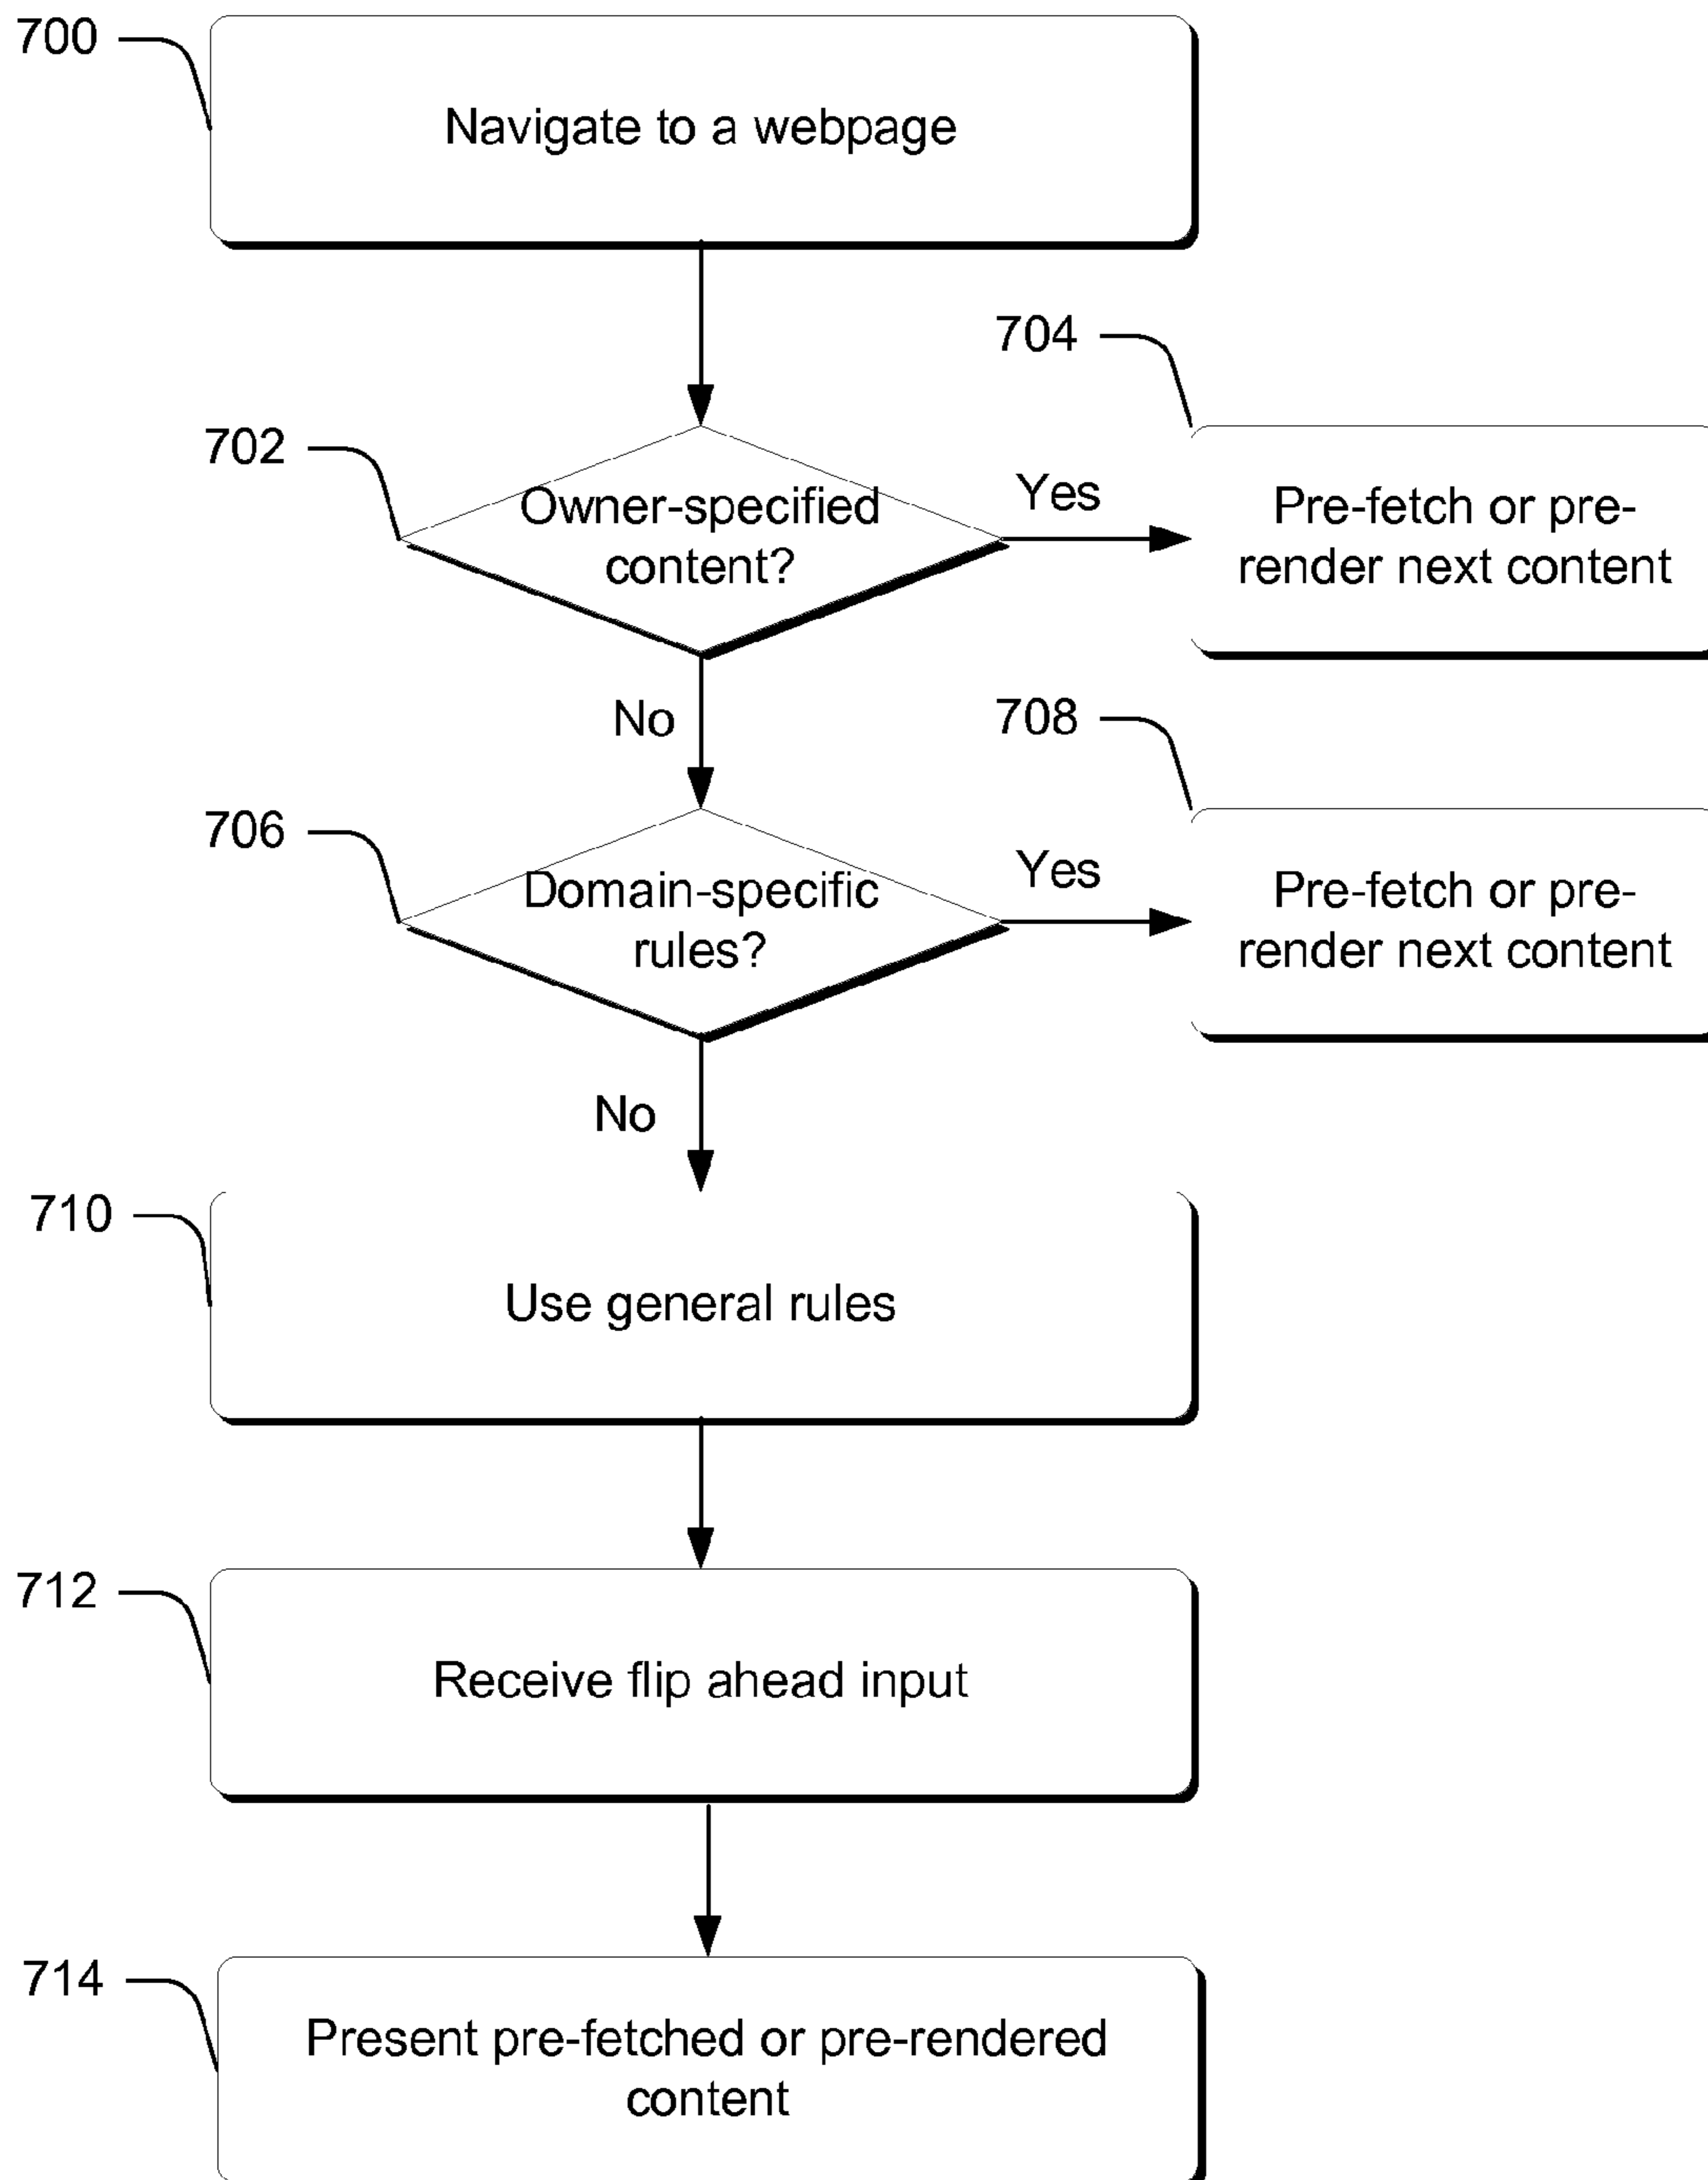 700
Navigate to a webpage
704
702
Owner-specified
content?
Yes
Pre-fetch or pre-
render next content
No
708
706
Domain-specific
rules?
Yes
Pre-fetch or pre-
render next content
No
710
Use general rules
712
Receive flip ahead input
714
Present pre-fetched or pre-rendered
content